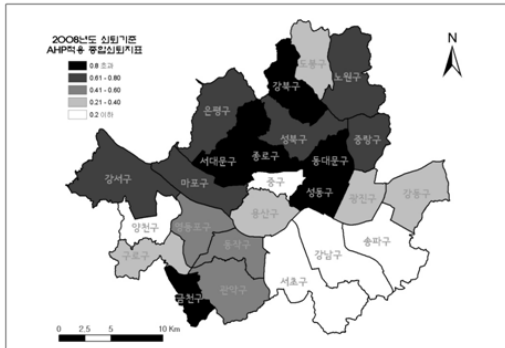 2008년도 쇠퇴기준
AHP적용 종합쇠퇴지표
0.8 초과
0.61 - 0.80
0.41 - 0.60
0.21 - 0.40
0.2 이하
N
도봉구
강북구
노원구
은평구
성북구
중랑구
서대문구
종로구
동대문구
강서구
마포구
중구
성동구
광진구
강동구
양천구
영등포구
용산구
구로구
동작구
강남구
송파구
금천구
관악구
서초구
0 2.5 5 10 Km